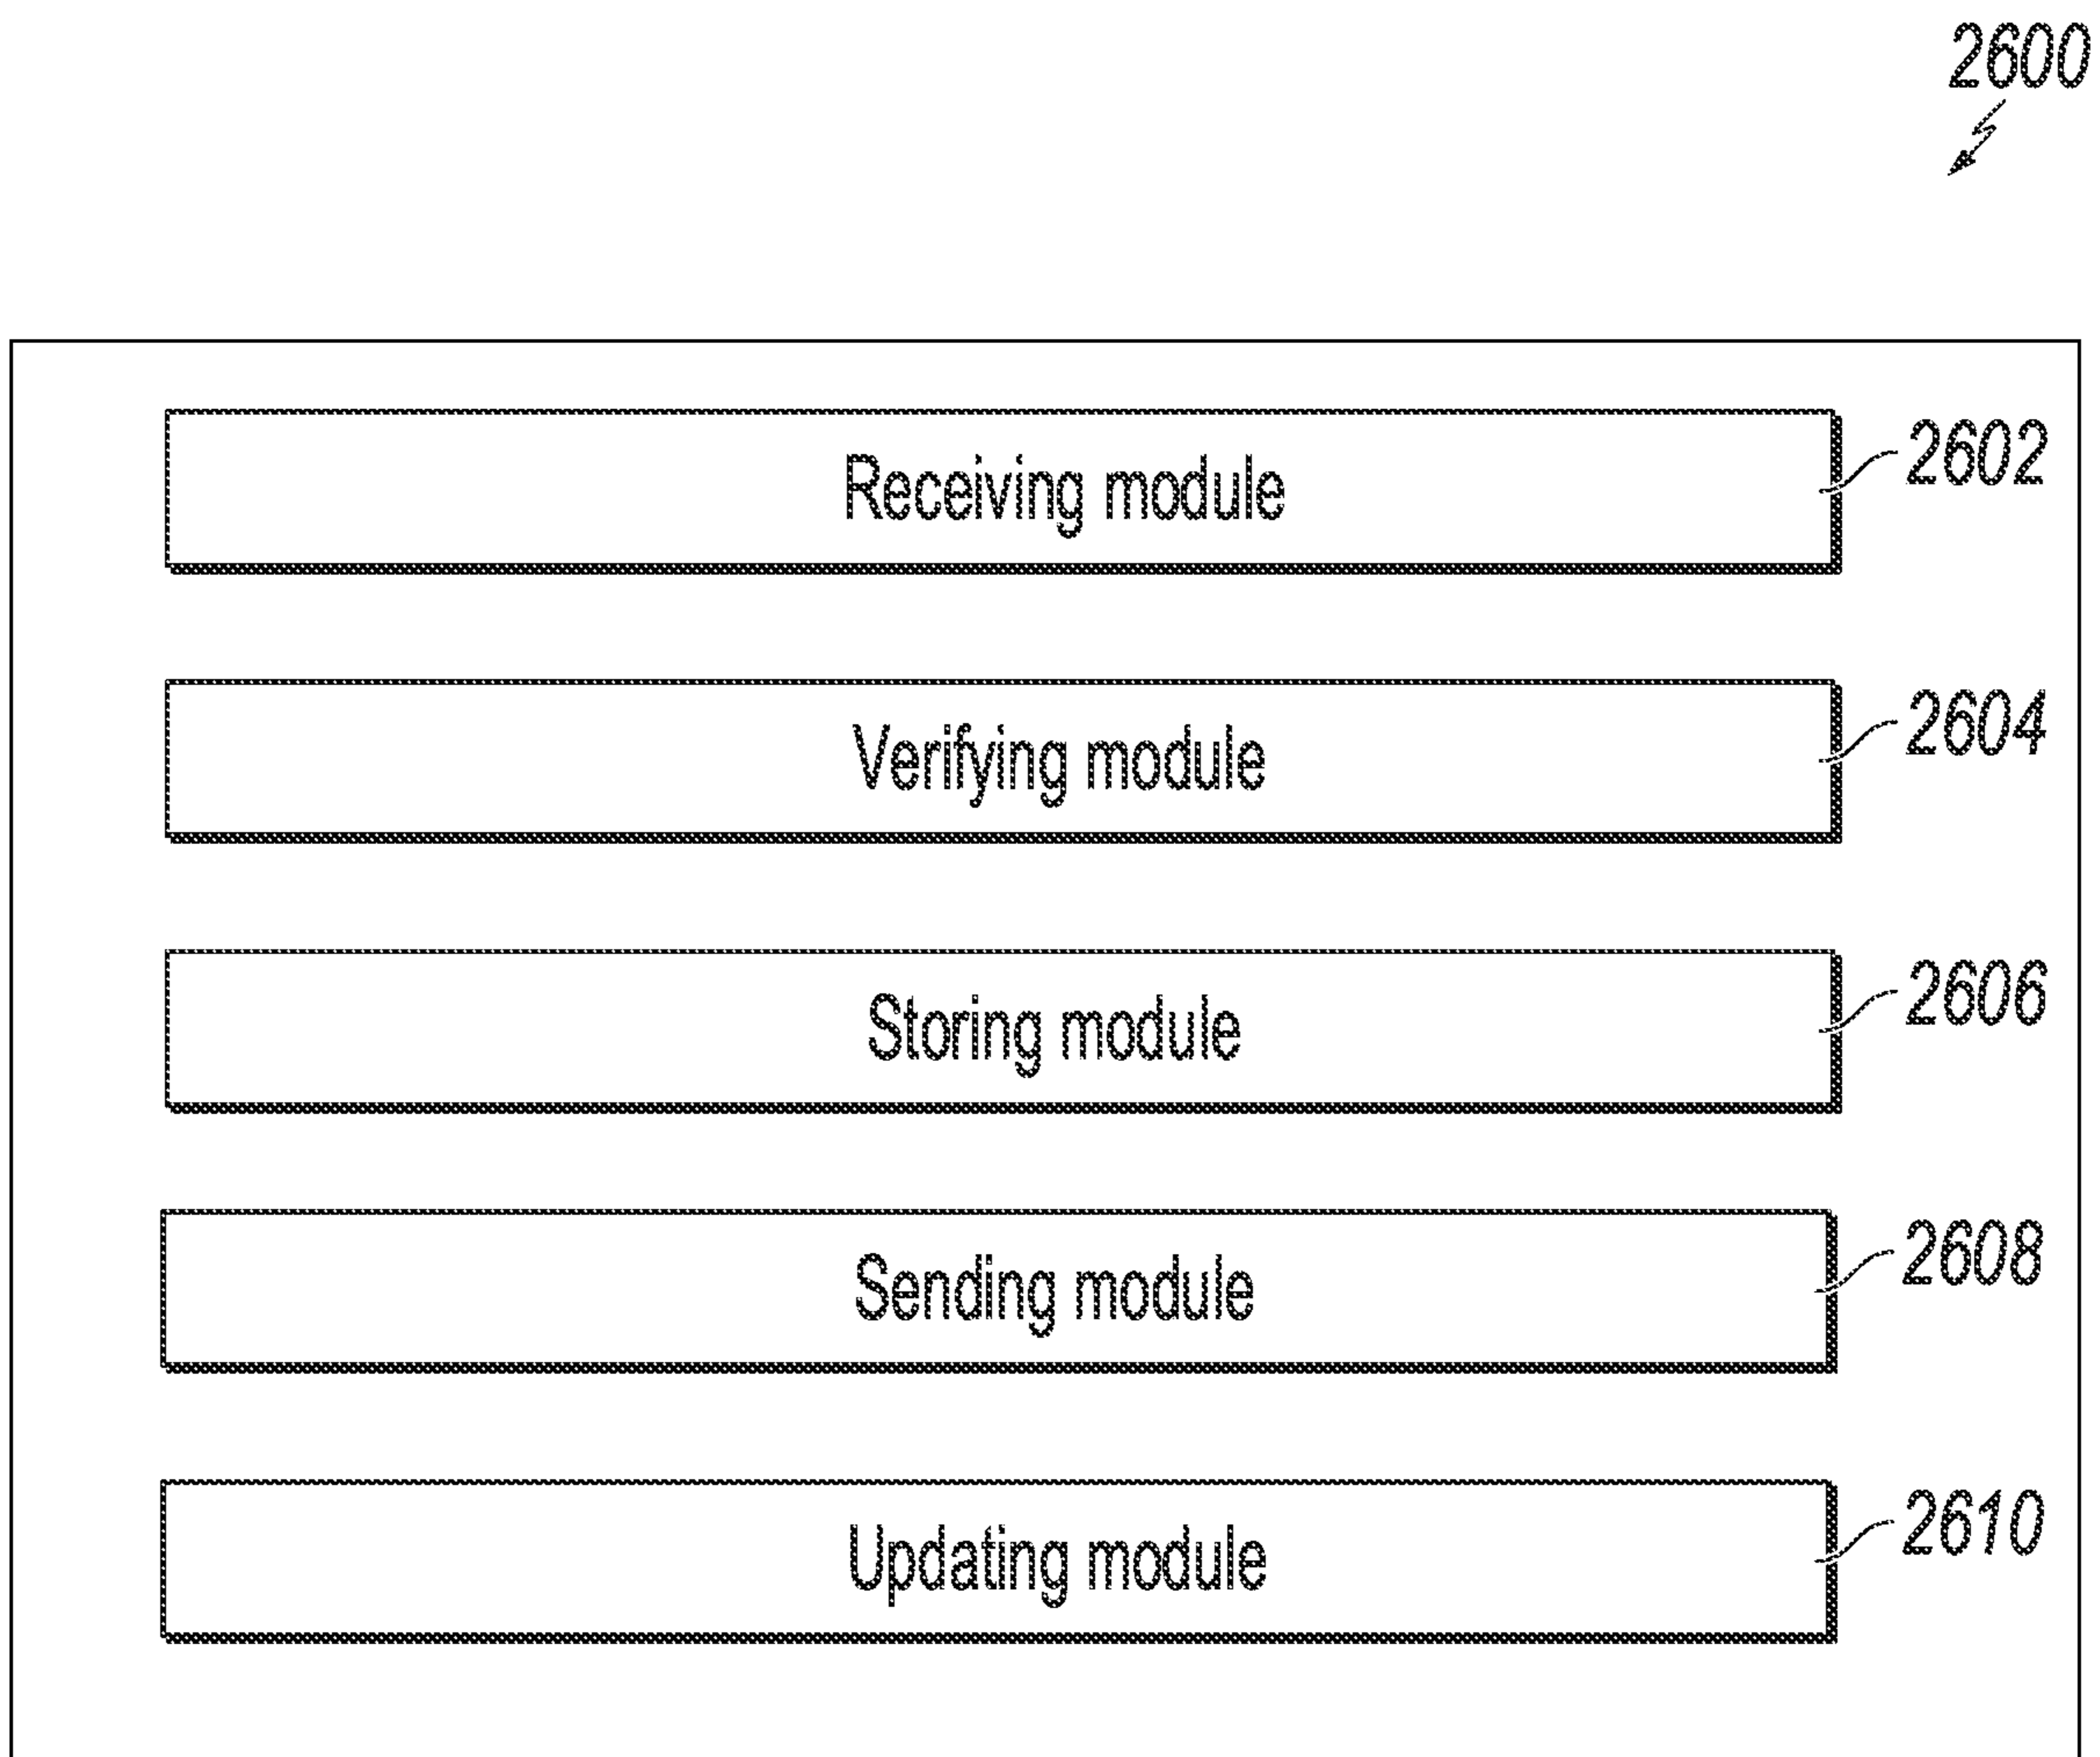 2600
Receiving module 2602
Verifying module 2604
Storing module 2606
Sending module 2608
Updating module 2610